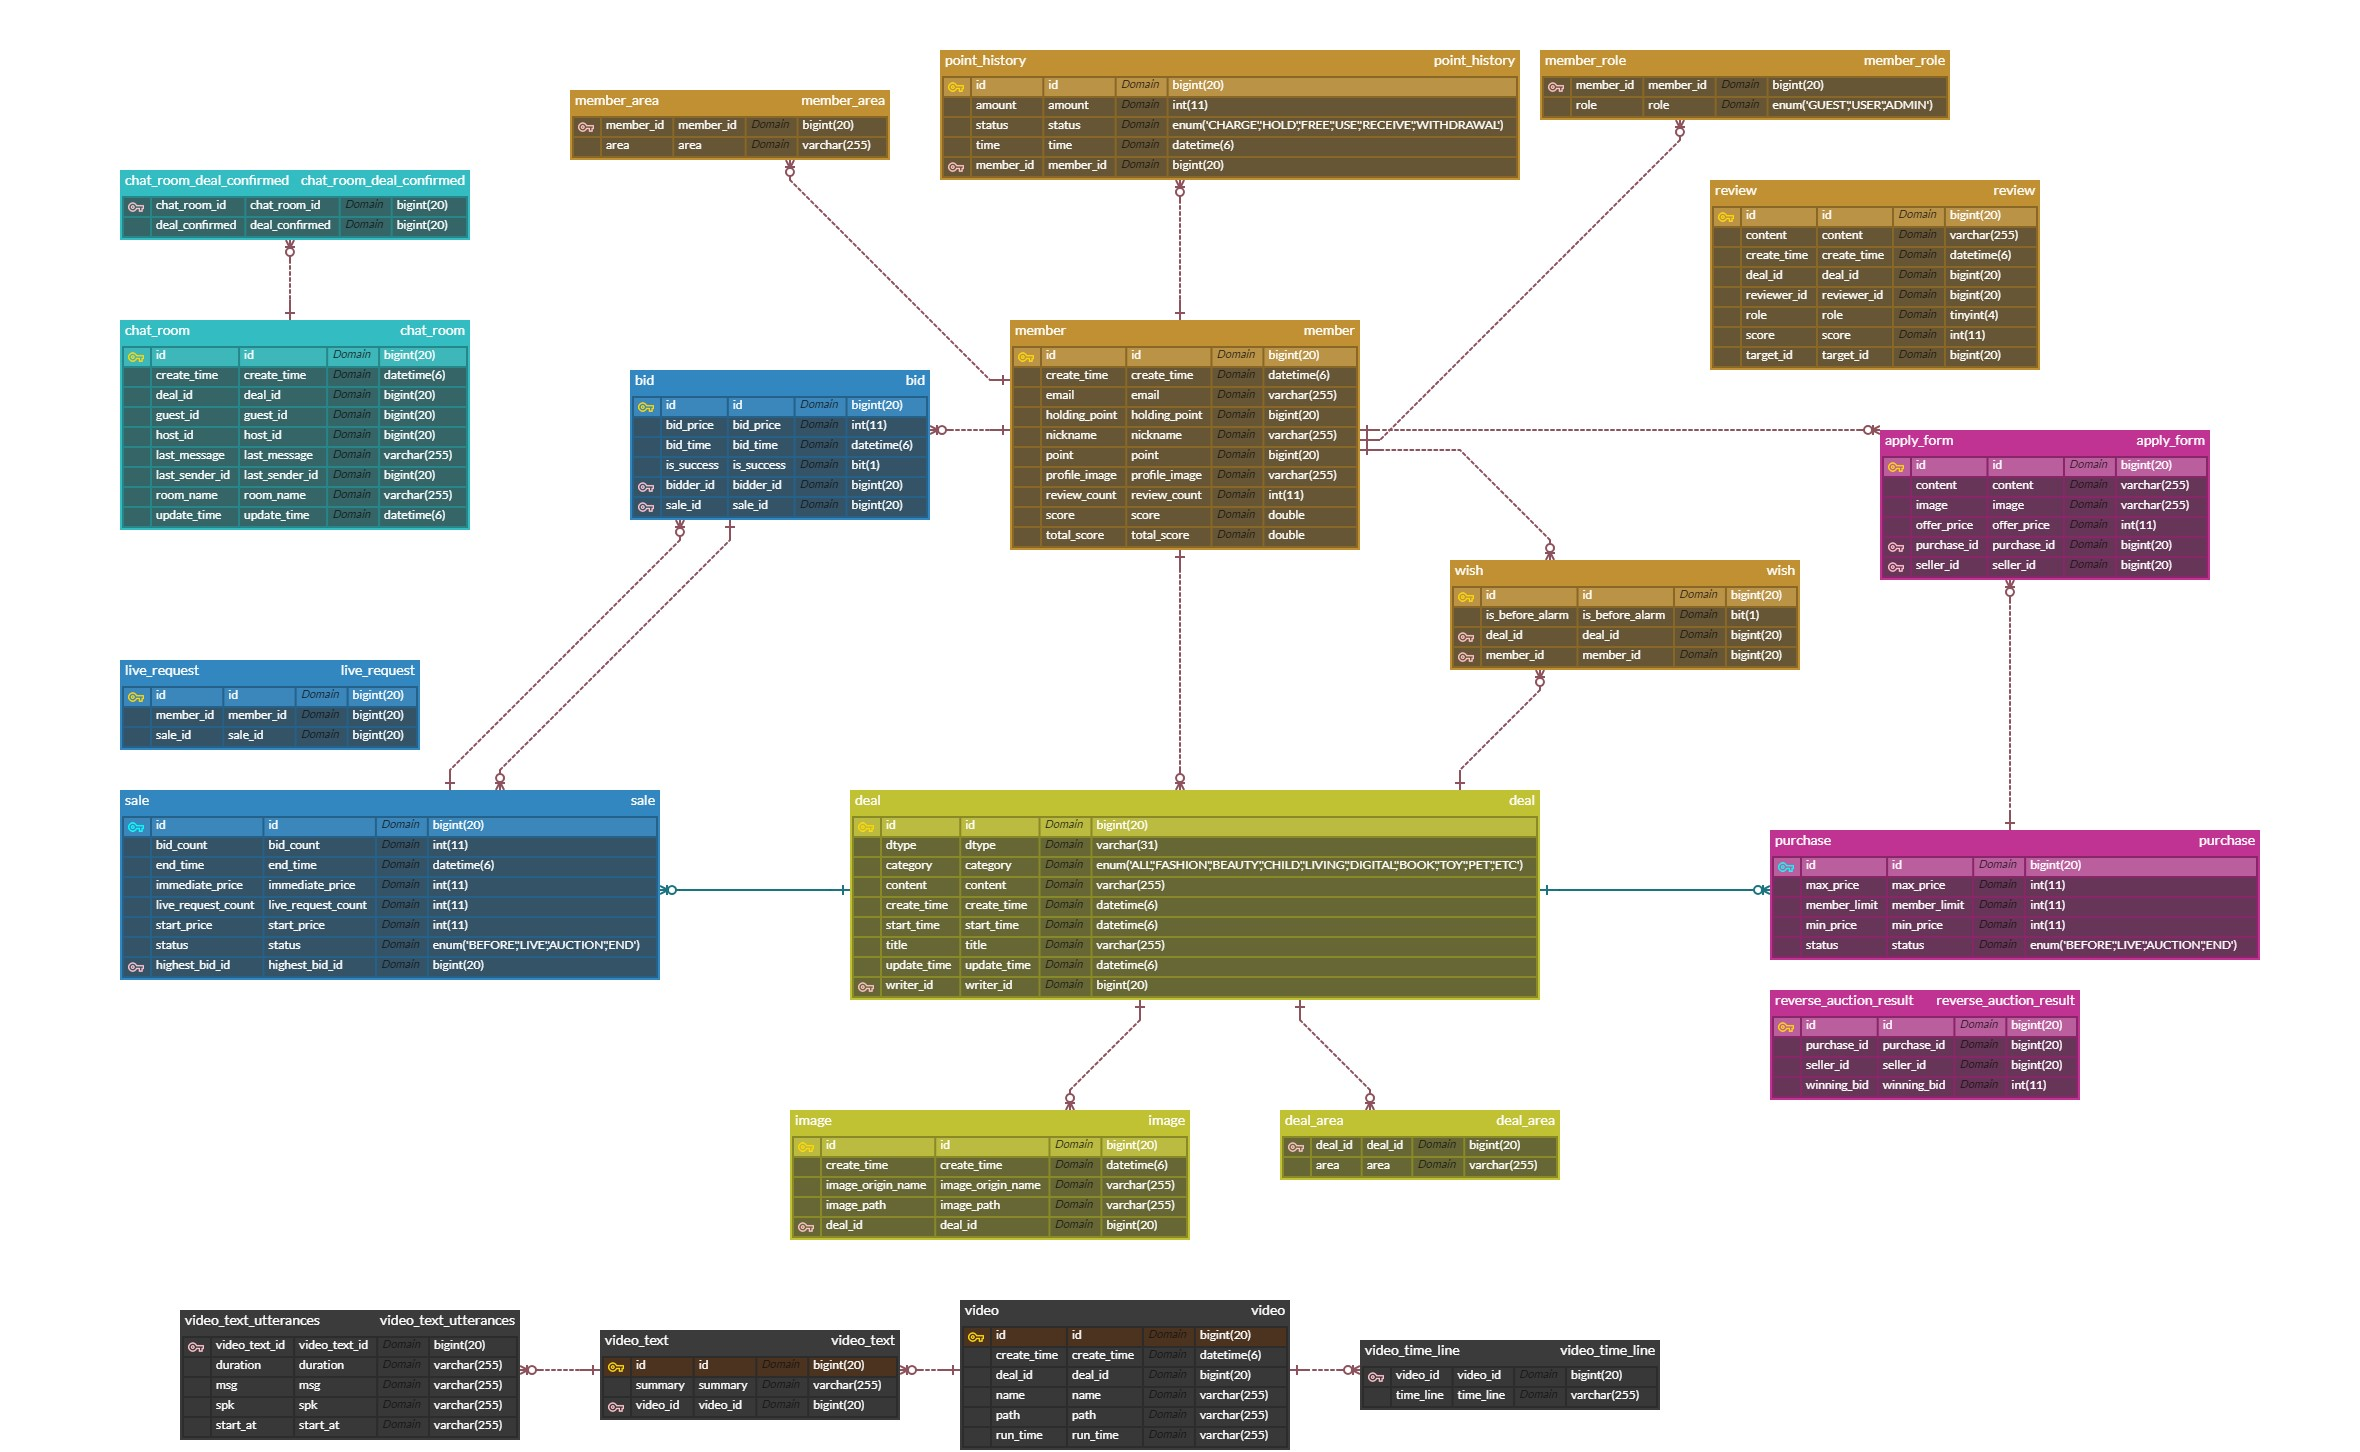 point_history point_history
id id Domain bigint(20)
amount amount Domain int(11)
status status Domain enum('CHARGE','HOLD','FREE','USE','RECEIVE','WITHDRAWAL')
time time Domain datetime(6)
member_id member_id Domain bigint(20)
member_role member_role
member_id member_id Domain bigint(20)
role role Domain enum('GUEST','USER','ADMIN')
member_area member_area
member_id member_id Domain bigint(20)
area area Domain varchar(255)
chat_room_deal_confirmed chat_room_deal_confirmed
chat_room_id chat_room_id Domain bigint(20)
deal_confirmed deal_confirmed Domain bigint(20)
review review
id id Domain bigint(20)
content content Domain varchar(255)
create_time create_time Domain datetime(6)
deal_id deal_id Domain bigint(20)
reviewer_id reviewer_id Domain bigint(20)
role role Domain tinyint(4)
score score Domain int(11)
target_id target_id Domain bigint(20)
chat_room chat_room
id id Domain bigint(20)
create_time create_time Domain datetime(6)
deal_id deal_id Domain bigint(20)
guest_id guest_id Domain bigint(20)
host_id host_id Domain bigint(20)
last_message last_message Domain varchar(255)
last_sender_id last_sender_id Domain bigint(20)
room_name room_name Domain varchar(255)
update_time update_time Domain datetime(6)
bid bid
id id Domain bigint(20)
bid_price bid_price Domain int(11)
bid_time bid_time Domain datetime(6)
is_success is_success Domain bit(1)
bidder_id bidder_id Domain bigint(20)
sale_id sale_id Domain bigint(20)
member member
id id Domain bigint(20)
create_time create_time Domain datetime(6)
email email Domain varchar(255)
holding_point holding_point Domain bigint(20)
nickname nickname Domain varchar(255)
point point Domain bigint(20)
profile_image profile_image Domain varchar(255)
review_count review_count Domain int(11)
score score Domain double
total_score total_score Domain double
apply_form apply_form
id id Domain bigint(20)
content content Domain varchar(255)
image image Domain varchar(255)
offer_price offer_price Domain int(11)
purchase_id purchase_id Domain bigint(20)
seller_id seller_id Domain bigint(20)
wish wish
id id Domain bigint(20)
is_before_alarm is_before_alarm Domain bit(1)
deal_id deal_id Domain bigint(20)
member_id member_id Domain bigint(20)
live_request live_request
id id Domain bigint(20)
member_id member_id Domain bigint(20)
sale_id sale_id Domain bigint(20)
sale sale
id id Domain bigint(20)
bid_count bid_count Domain int(11)
end_time end_time Domain datetime(6)
immediate_price immediate_price Domain int(11)
live_request_count live_request_count Domain int(11)
start_price start_price Domain int(11)
status status Domain enum('BEFORE','LIVE','AUCTION','END')
highest_bid_id highest_bid_id Domain bigint(20)
deal deal
id id Domain bigint(20)
dtype dtype Domain varchar(31)
category category Domain enum('ALL','FASHION','BEAUTY','CHILD','LIVING','DIGITAL','BOOK','TOY','PET','ETC')
content content Domain varchar(255)
create_time create_time Domain datetime(6)
start_time start_time Domain datetime(6)
title title Domain varchar(255)
update_time update_time Domain datetime(6)
writer_id writer_id Domain bigint(20)
purchase purchase
id id Domain bigint(20)
max_price max_price Domain int(11)
member_limit member_limit Domain int(11)
min_price min_price Domain int(11)
status status Domain enum('BEFORE','LIVE','AUCTION','END')
reverse_auction_result reverse_auction_result
id id Domain bigint(20)
purchase_id purchase_id Domain bigint(20)
seller_id seller_id Domain bigint(20)
winning_bid winning_bid Domain int(11)
image image
id id Domain bigint(20)
create_time create_time Domain datetime(6)
image_origin_name image_origin_name Domain varchar(255)
image_path image_path Domain varchar(255)
deal_id deal_id Domain bigint(20)
deal_area deal_area
deal_id deal_id Domain bigint(20)
area area Domain varchar(255)
video_text_utterances video_text_utterances
video_text_id video_text_id Domain bigint(20)
duration duration Domain varchar(255)
msg msg Domain varchar(255)
spk spk Domain varchar(255)
start_at start_at Domain varchar(255)
video_text video_text
id id Domain bigint(20)
summary summary Domain varchar(255)
video_id video_id Domain bigint(20)
video video
id id Domain bigint(20)
create_time create_time Domain datetime(6)
deal_id deal_id Domain bigint(20)
name name Domain varchar(255)
path path Domain varchar(255)
run_time run_time Domain varchar(255)
video_time_line video_time_line
video_id video_id Domain bigint(20)
time_line time_line Domain varchar(255)